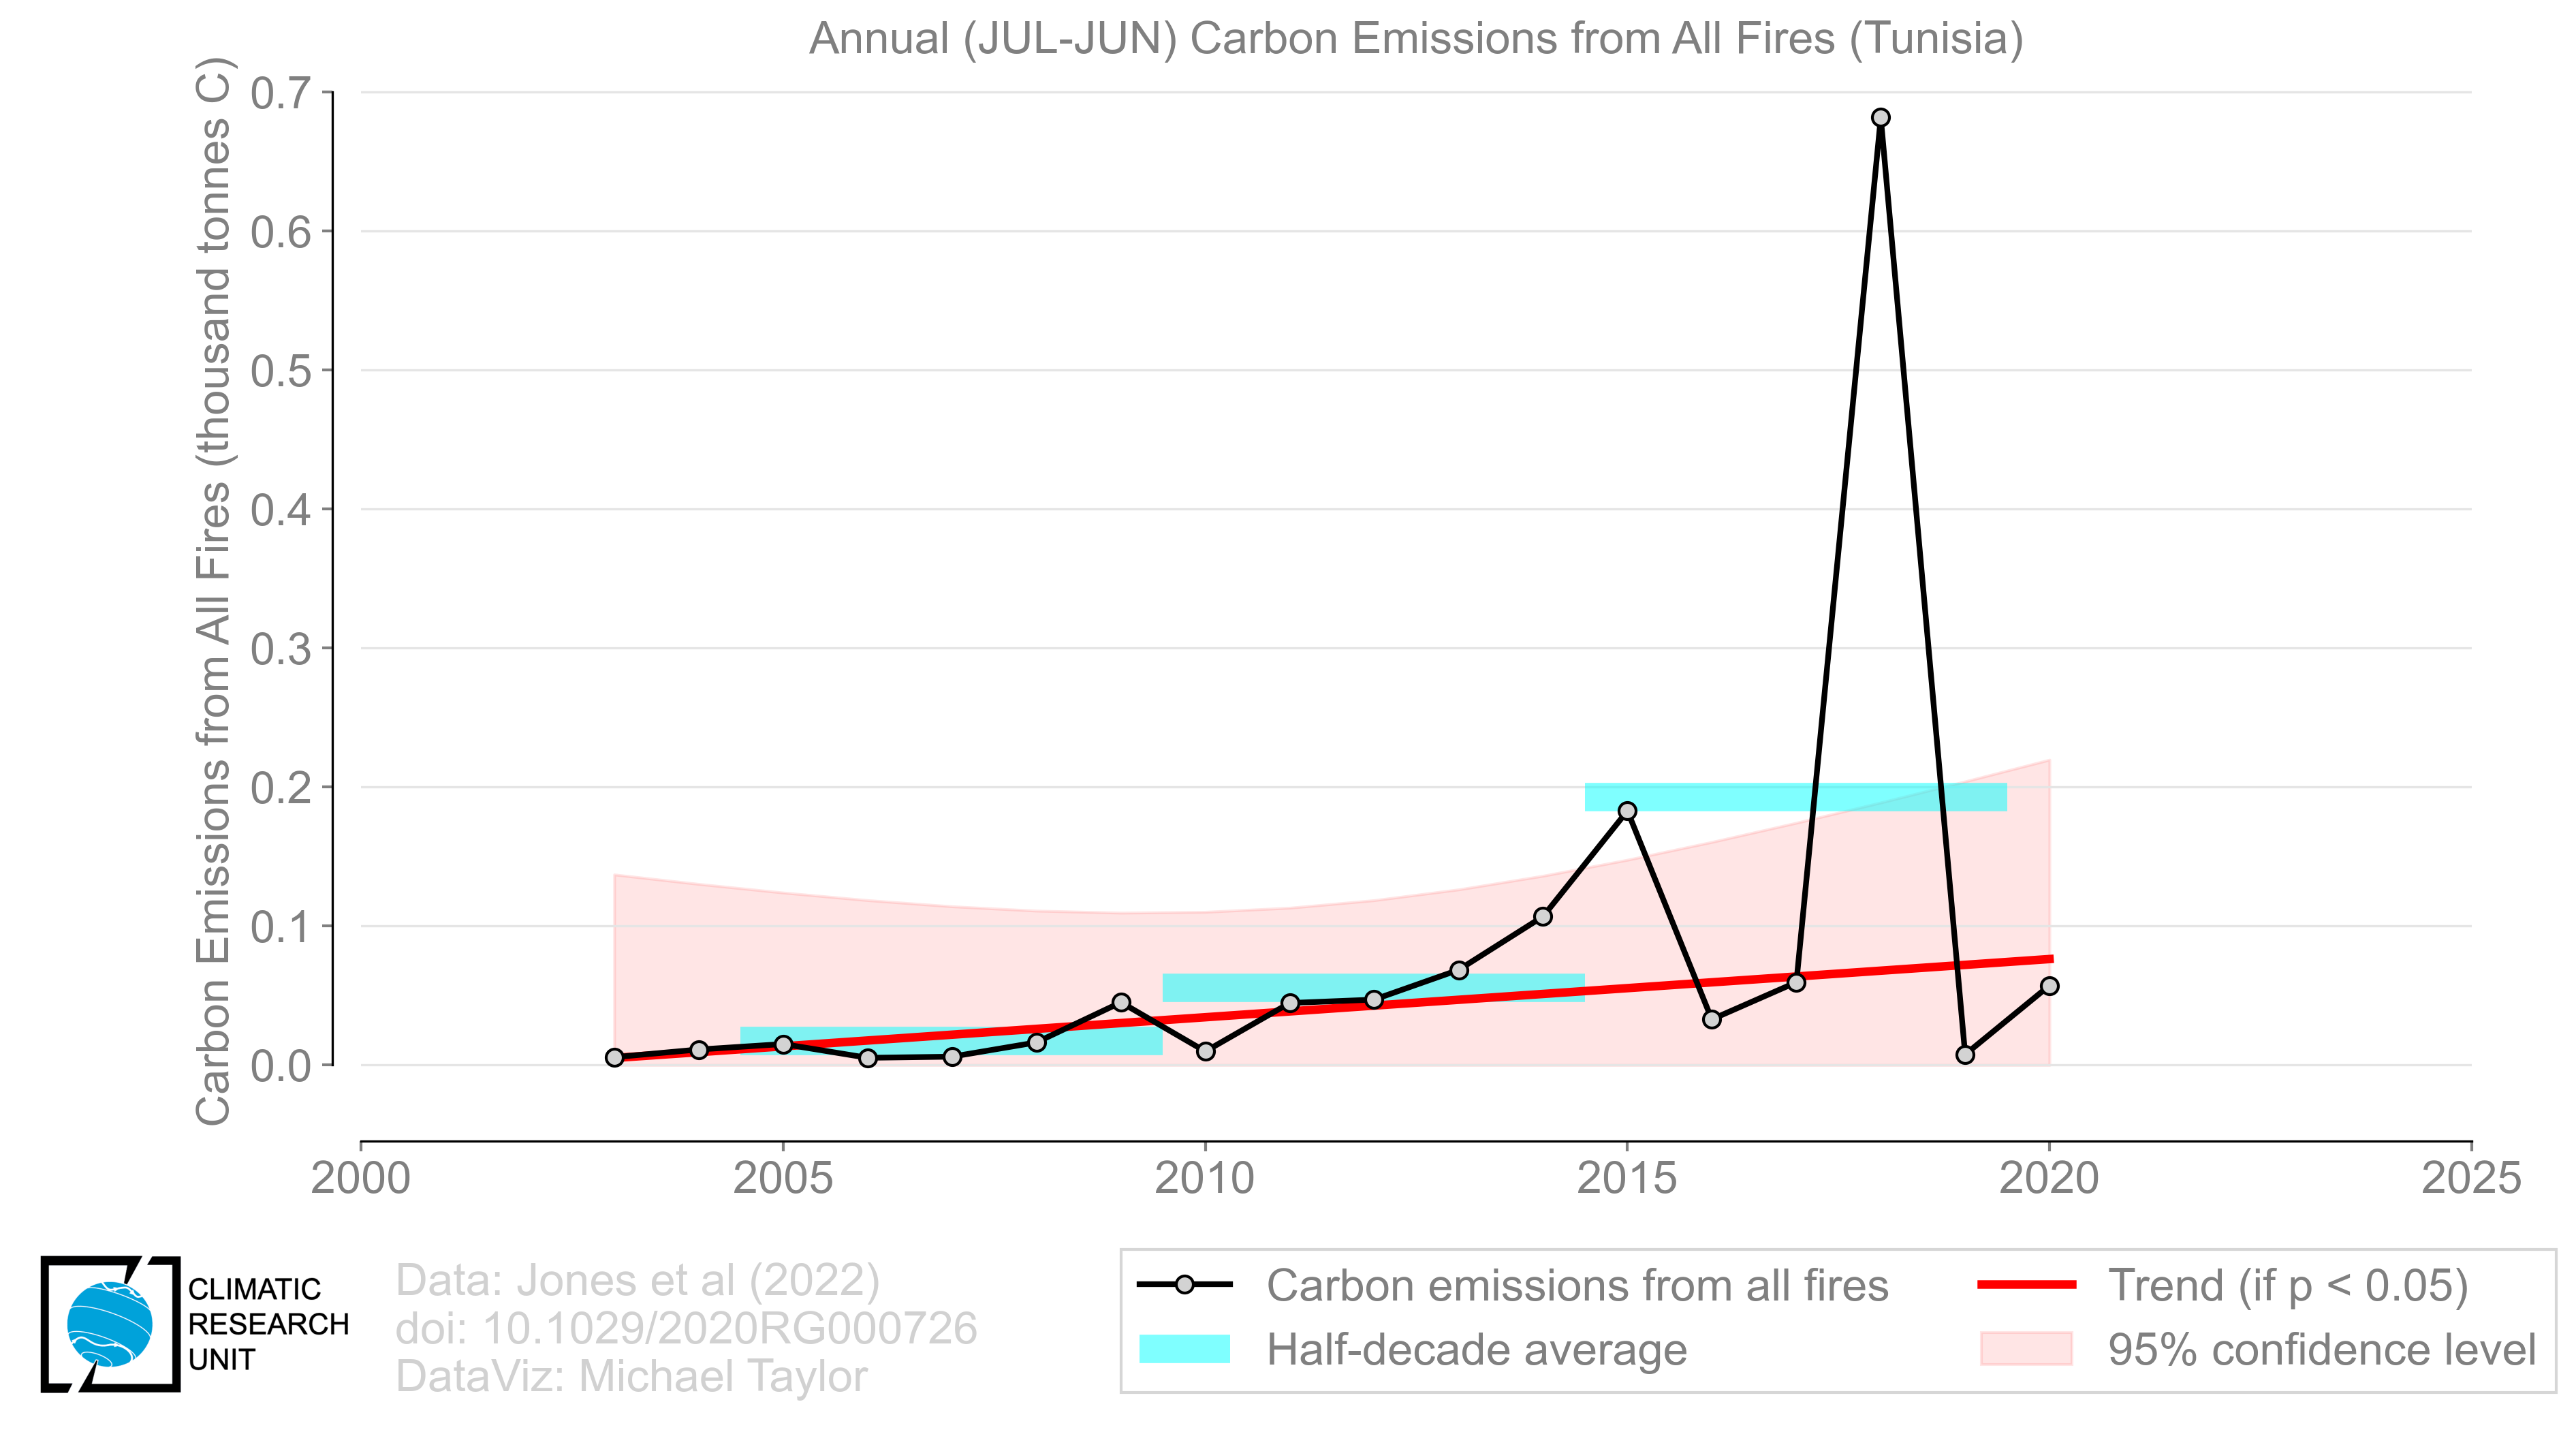 Annual (JUL-JUN) Carbon Emissions from All Fires (Tunisia)
Carbon Emissions from All Fires (thousand tonnes C)
0.7
0.6
0.5
0.4
0.3
0.2
0.1
0.0
2000 2005 2010 2015 2020 2025
CLIMATIC
RESEARCH
UNIT
Data: Jones et al (2022)
doi: 10.1029/2020RG000726
DataViz: Michael Taylor
Carbon emissions from all fires
Half-decade average
Trend (if p < 0.05)
95% confidence level